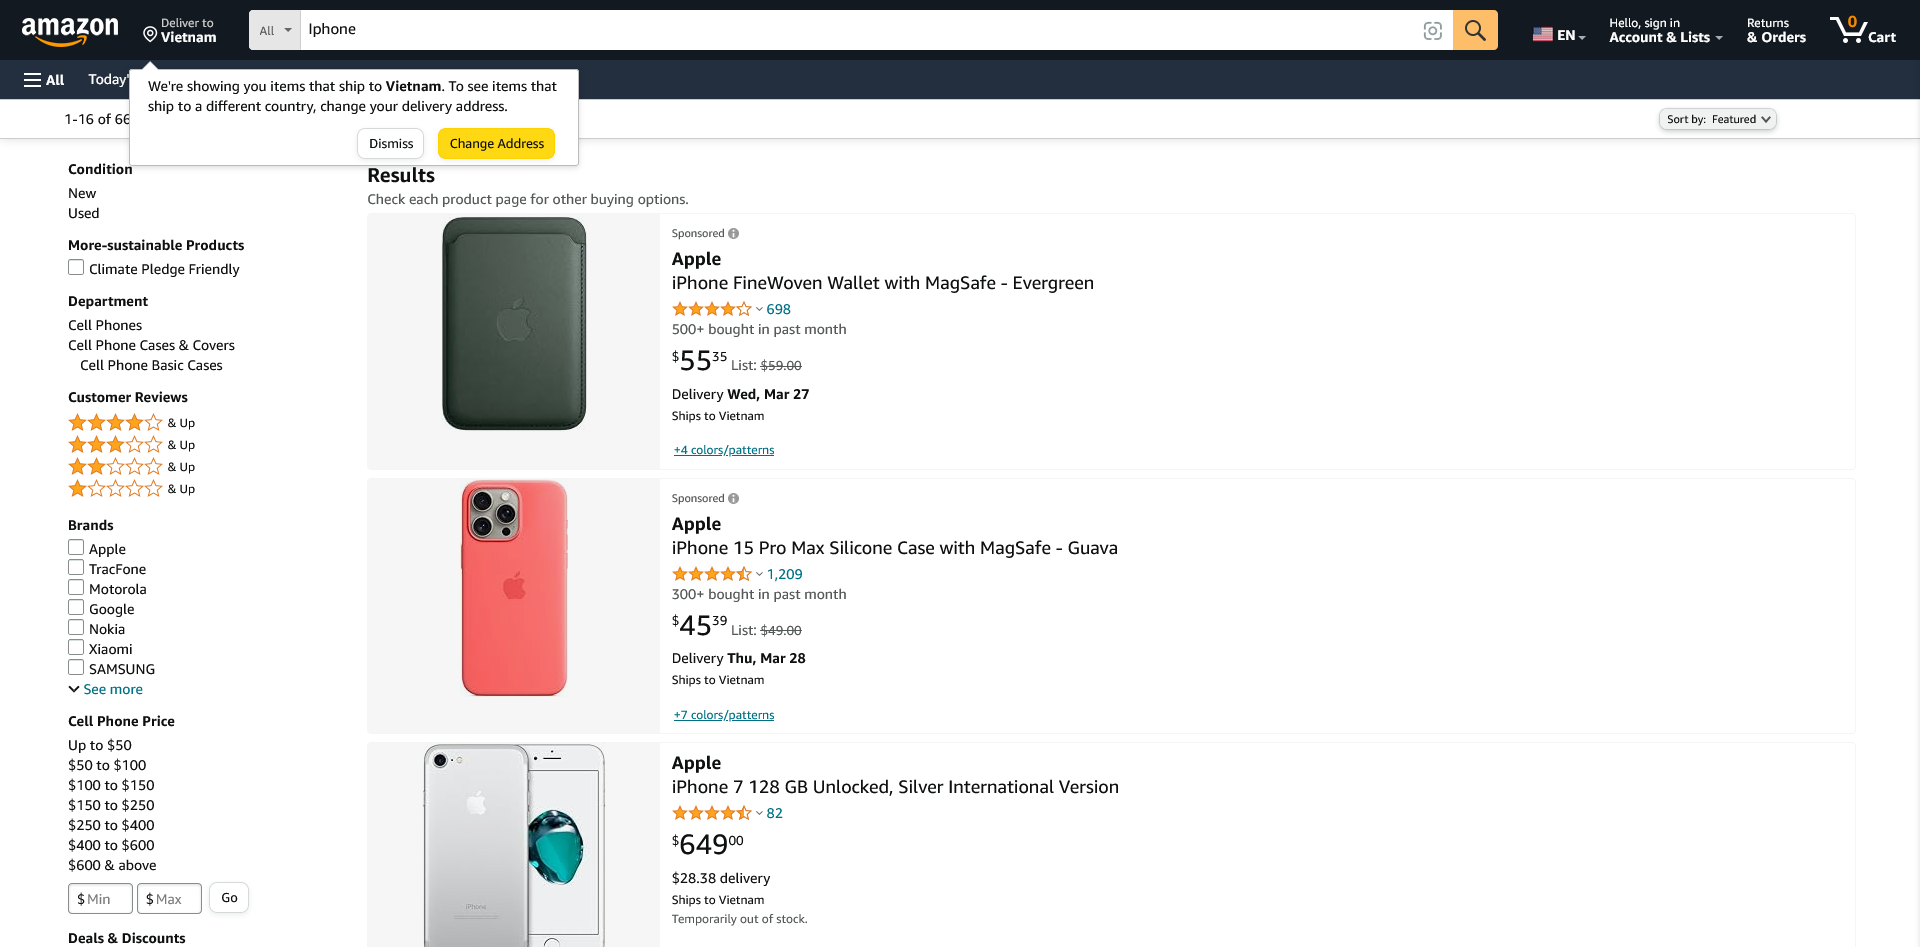 amazon
Deliver to
Vietnam
All
Iphone
EN
Hello, sign in
Account & Lists
Returns
& Orders
0
Cart
All
Today'
We're showing you items that ship to Vietnam. To see items that
ship to a different country, change your delivery address.
Dismiss
Change Address
1-16 of 66
Sort by: Featured
Condition
New
Used
More-sustainable Products
Climate Pledge Friendly
Department
Cell Phones
Cell Phone Cases & Covers
Cell Phone Basic Cases
Customer Reviews
& Up
& Up
& Up
& Up
Brands
Apple
TracFone
Motorola
Google
Nokia
Xiaomi
SAMSUNG
See more
Cell Phone Price
Up to $50
$50 to $100
$100 to $150
$150 to $250
$250 to $400
$400 to $600
$600 & above
$ Min
$ Max
Go
Deals & Discounts
Results
Check each product page for other buying options.
Sponsored
Apple
iPhone FineWoven Wallet with MagSafe - Evergreen
698
500+ bought in past month
$55 35 List: $59.00
Delivery Wed, Mar 27
Ships to Vietnam
+4 colors/patterns
Sponsored
Apple
iPhone 15 Pro Max Silicone Case with MagSafe - Guava
1,209
300+ bought in past month
$45 39 List: $49.00
Delivery Thu, Mar 28
Ships to Vietnam
+7 colors/patterns
iPhone
Apple
iPhone 7 128 GB Unlocked, Silver International Version
82
$649 00
$28.38 delivery
Ships to Vietnam
Temporarily out of stock.